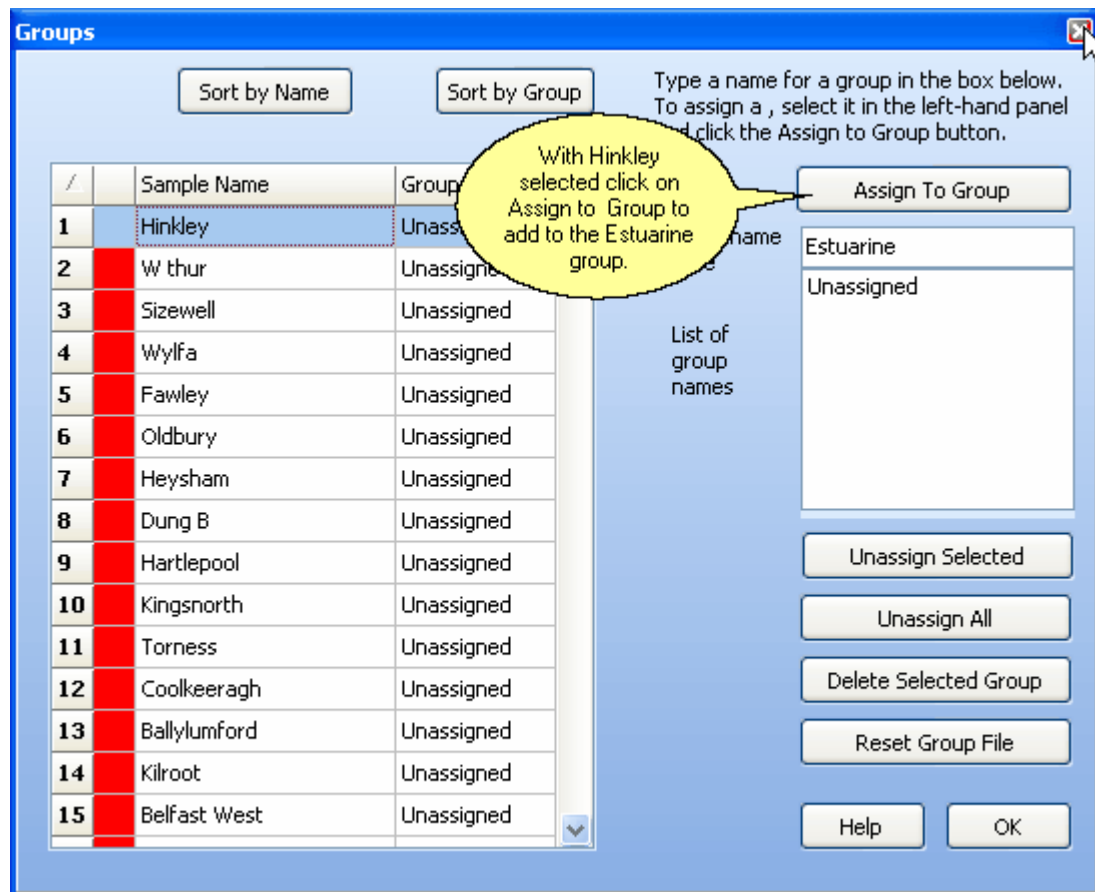 Groups
Sort by Name
Sort by Group
Type a name for a group in the box below.
To assign a , select it in the left-hand panel
click the Assign to Group button.
With Hinkley
selected click on
Assign to Group to
add to the Estuarine
group.
Assign To Group
Sample Name Group
1 Hinkley
2 W thur
3 Sizewell Unassigned
4 Wylfa Unassigned
5 Fawley Unassigned
6 Oldbury Unassigned
7 Heysham Unassigned
8 Dung B Unassigned
9 Hartlepool Unassigned
10 Kingsnorth Unassigned
11 Torness Unassigned
12 Coolkeeragh Unassigned
13 Ballylumford Unassigned
14 Kilroot Unassigned
15 Belfast West Unassigned
name
Estuarine
Unassigned
List of
group
names
Unassign Selected
Unassign All
Delete Selected Group
Reset Group File
Help
OK